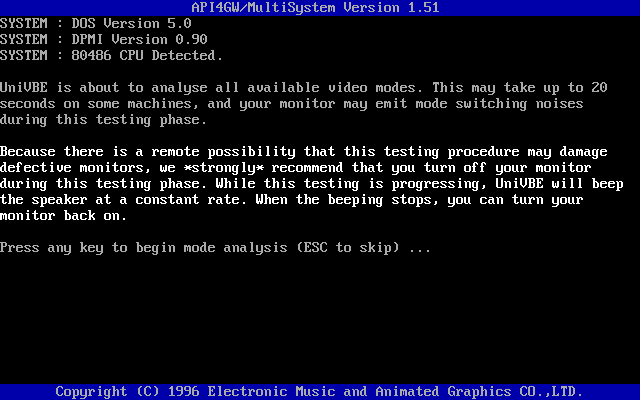 API4GW/MultiSystem Version 1.51
SYSTEM : DOS Version 5.0
SYSTEM : DPMI Version 0.90
SYSTEM : 80486 CPU Detected.
UniVBE is about to analyse all available video modes. This may take up to 20
seconds on some machines, and your monitor may emit mode switching noises
during this testing phase.
Because there is a remote possibility that this testing procedure may damage
defective monitors, we *strongly* recommend that you turn off your monitor
during this testing phase. While this testing is progressing, UniVBE will beep
the speaker at a constant rate. When the beeping stops, you can turn your
monitor back on.
Press any key to begin mode analysis (ESC to skip) ...
Copyright (C) 1996 Electronic Music and Animated Graphics CO.,LTD.